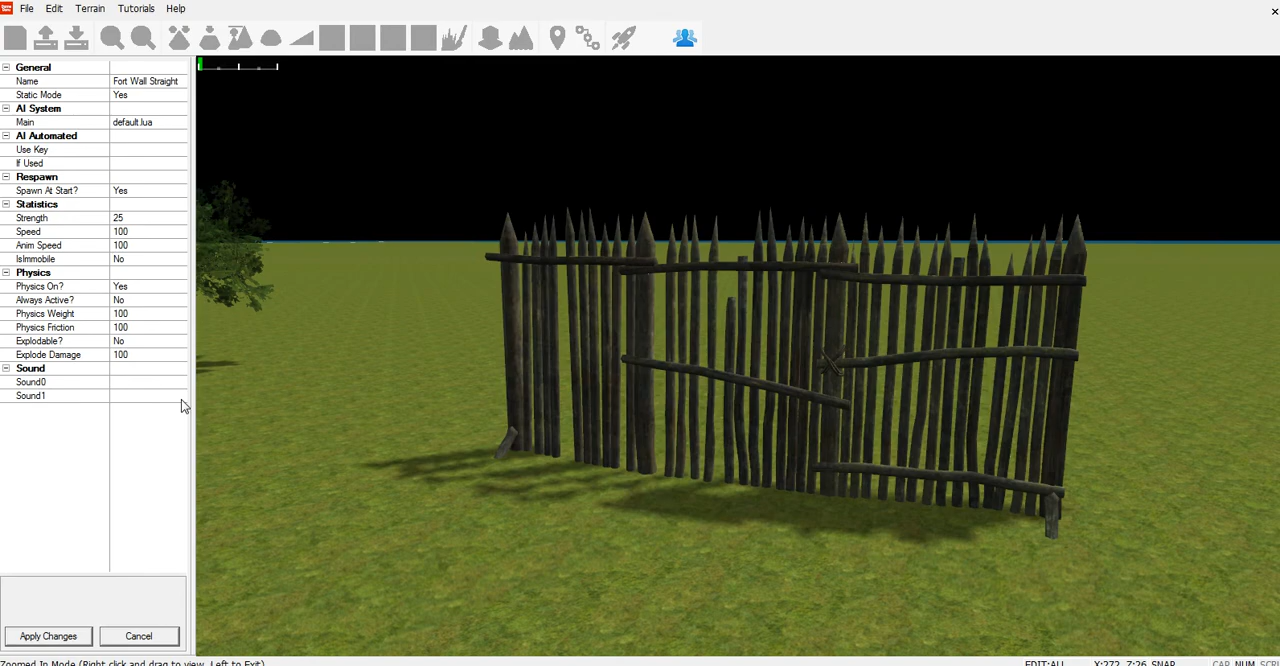 File Edit Terrain Tutorials Help
General
Name Fort Wall Straight
Static Mode Yes
AI System
Main default.lua
AI Automated
Use Key
If Used
Respawn
Spawn At Start? Yes
Statistics
Strength 25
Speed 100
Anim Speed 100
IsImmobile No
Physics
Physics On? Yes
Always Active? No
Physics Weight 100
Physics Friction 100
Explodable? No
Explode Damage 100
Sound
Sound0
Sound1
Apply Changes Cancel
Zoomed In Mode (Right click and drag to view, Left to Exit) EDIT:ALL X:272 Z:26 SNAP CAP NUM SCRL